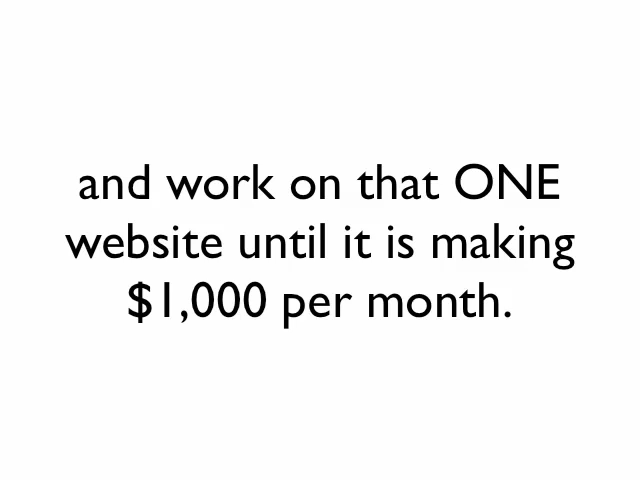 and work on that ONE
website until it is making
$1,000 per month.